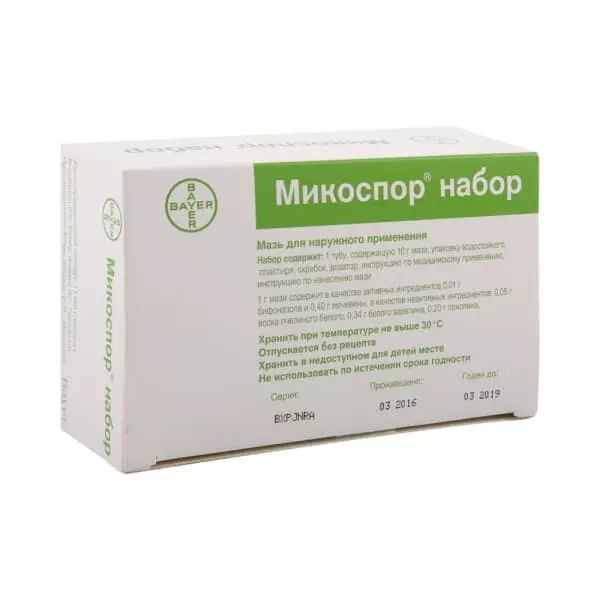 Микоспор® набор
BAYER
BAYER
Микоспор® набор
Мазь для наружного применения
Набор содержит: 1 тубу, содержащую 10 г мази, упаковку водостойкого
пластыря, скребок, дозатор, инструкцию по медицинскому применению,
инструкцию по нанесению мази
1 г мази содержит в качестве активных ингредиентов 0,01 г
бифоназола и 0,40 г мочевины, в качестве неактивных ингредиентов: 0,05 г
воска пчелиного белого, 0,34 г белого вазелина, 0,20 г ланолина.
Хранить при температуре не выше 30 °С
Отпускается без рецепта
Хранить в недоступном для детей месте
Не использовать по истечении срока годности
Серия: Произведено: Годен до:
BXPJNRA 03 2016 03 2019
Микоспор® набор